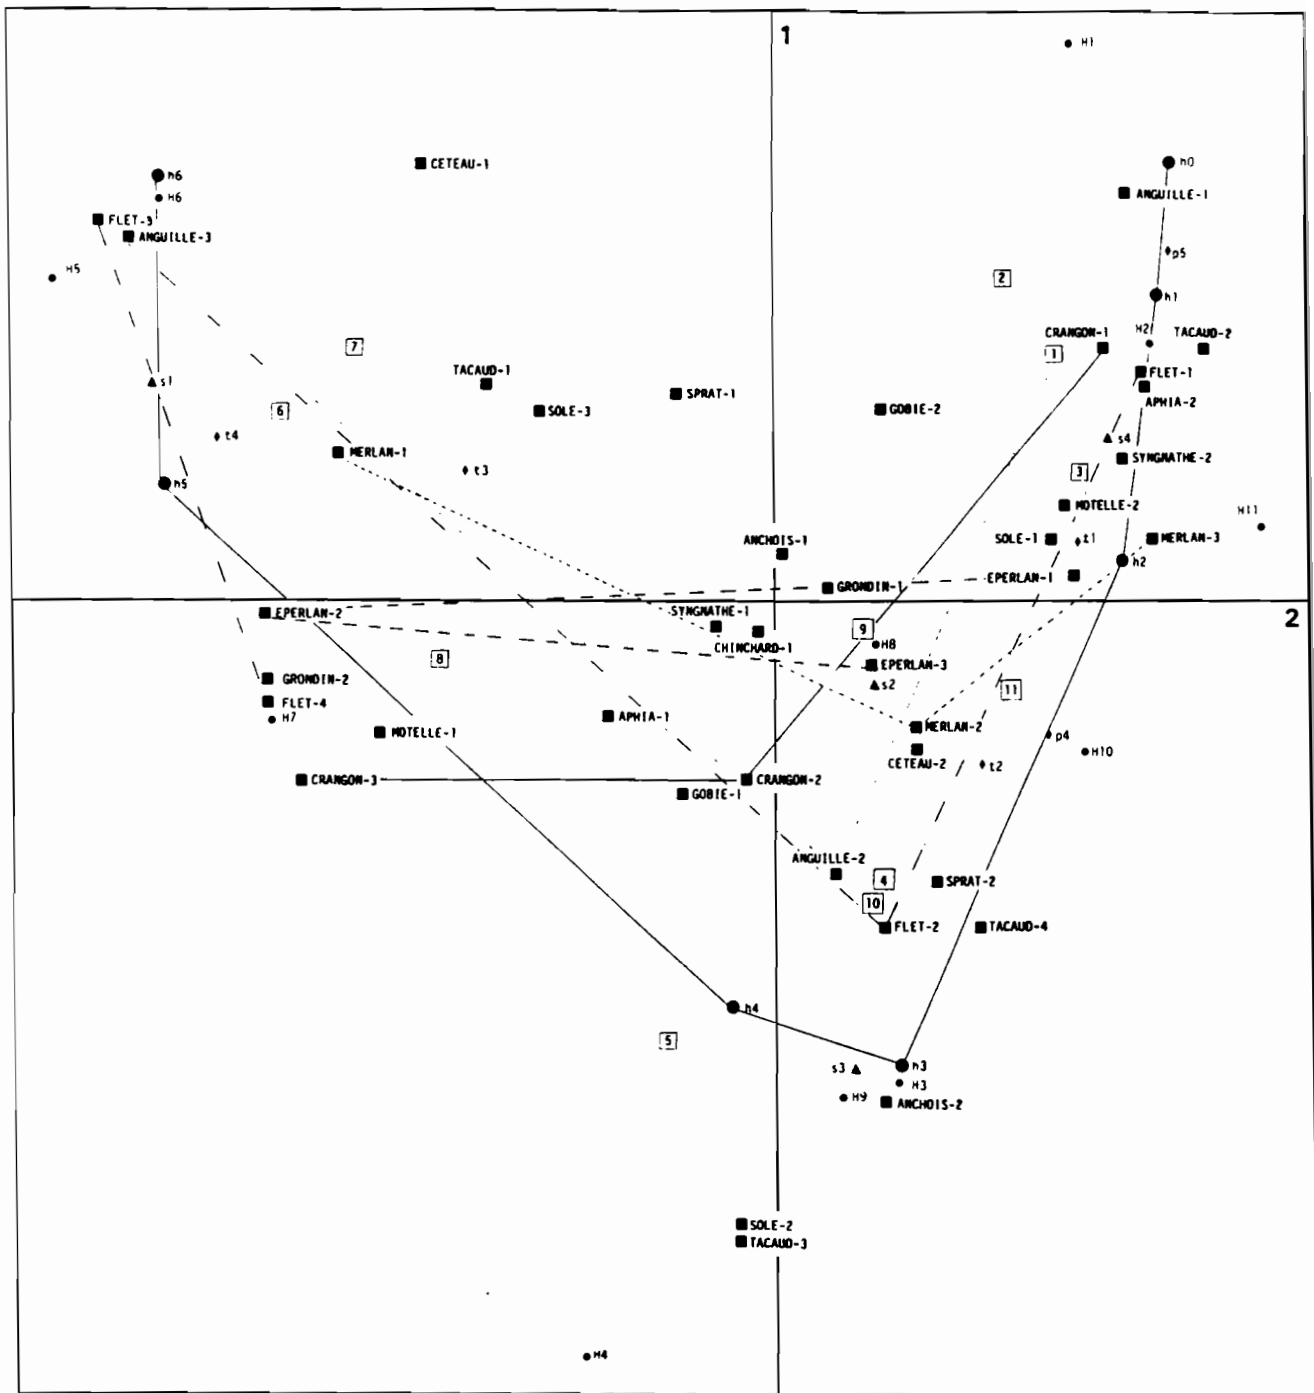 1
H1
h6
CETEAU-1
h0
H6
ANGUILLE-1
FLET-3
ANGUILLE-3
p5
H5
2
h1
CRANGON-1
H2
TACAUD-2
7
1
TACAUD-1
FLET-1
s1
SPRAT-1
APHIA-2
6
SOLE-3
GOBIE-2
t4
s4
MERLAN-1
SYNGNATHE-2
t3
3
h5
MOTELLE-2
H11
ANCHOIS-1
SOLE-1
t1
MERLAN-3
h2
EPERLAN-1
GRONDIN-1
EPERLAN-2
SYNGNATHE-1
2
9
CHINCHARD-1
H8
8
EPERLAN-3
GRONDIN-2
s2
11
FLET-4
H7
APHIA-1
MOTELLE-1
MERLAN-2
p4
CETEAU-2
H10
t2
CRANGON-3
CRANGON-2
GOBIE-1
ANGUILLE-2
4
SPRAT-2
10
FLET-2
TACAUD-4
h4
5
s3
h3
H3
H9
ANCHOIS-2
SOLE-2
TACAUD-3
H4